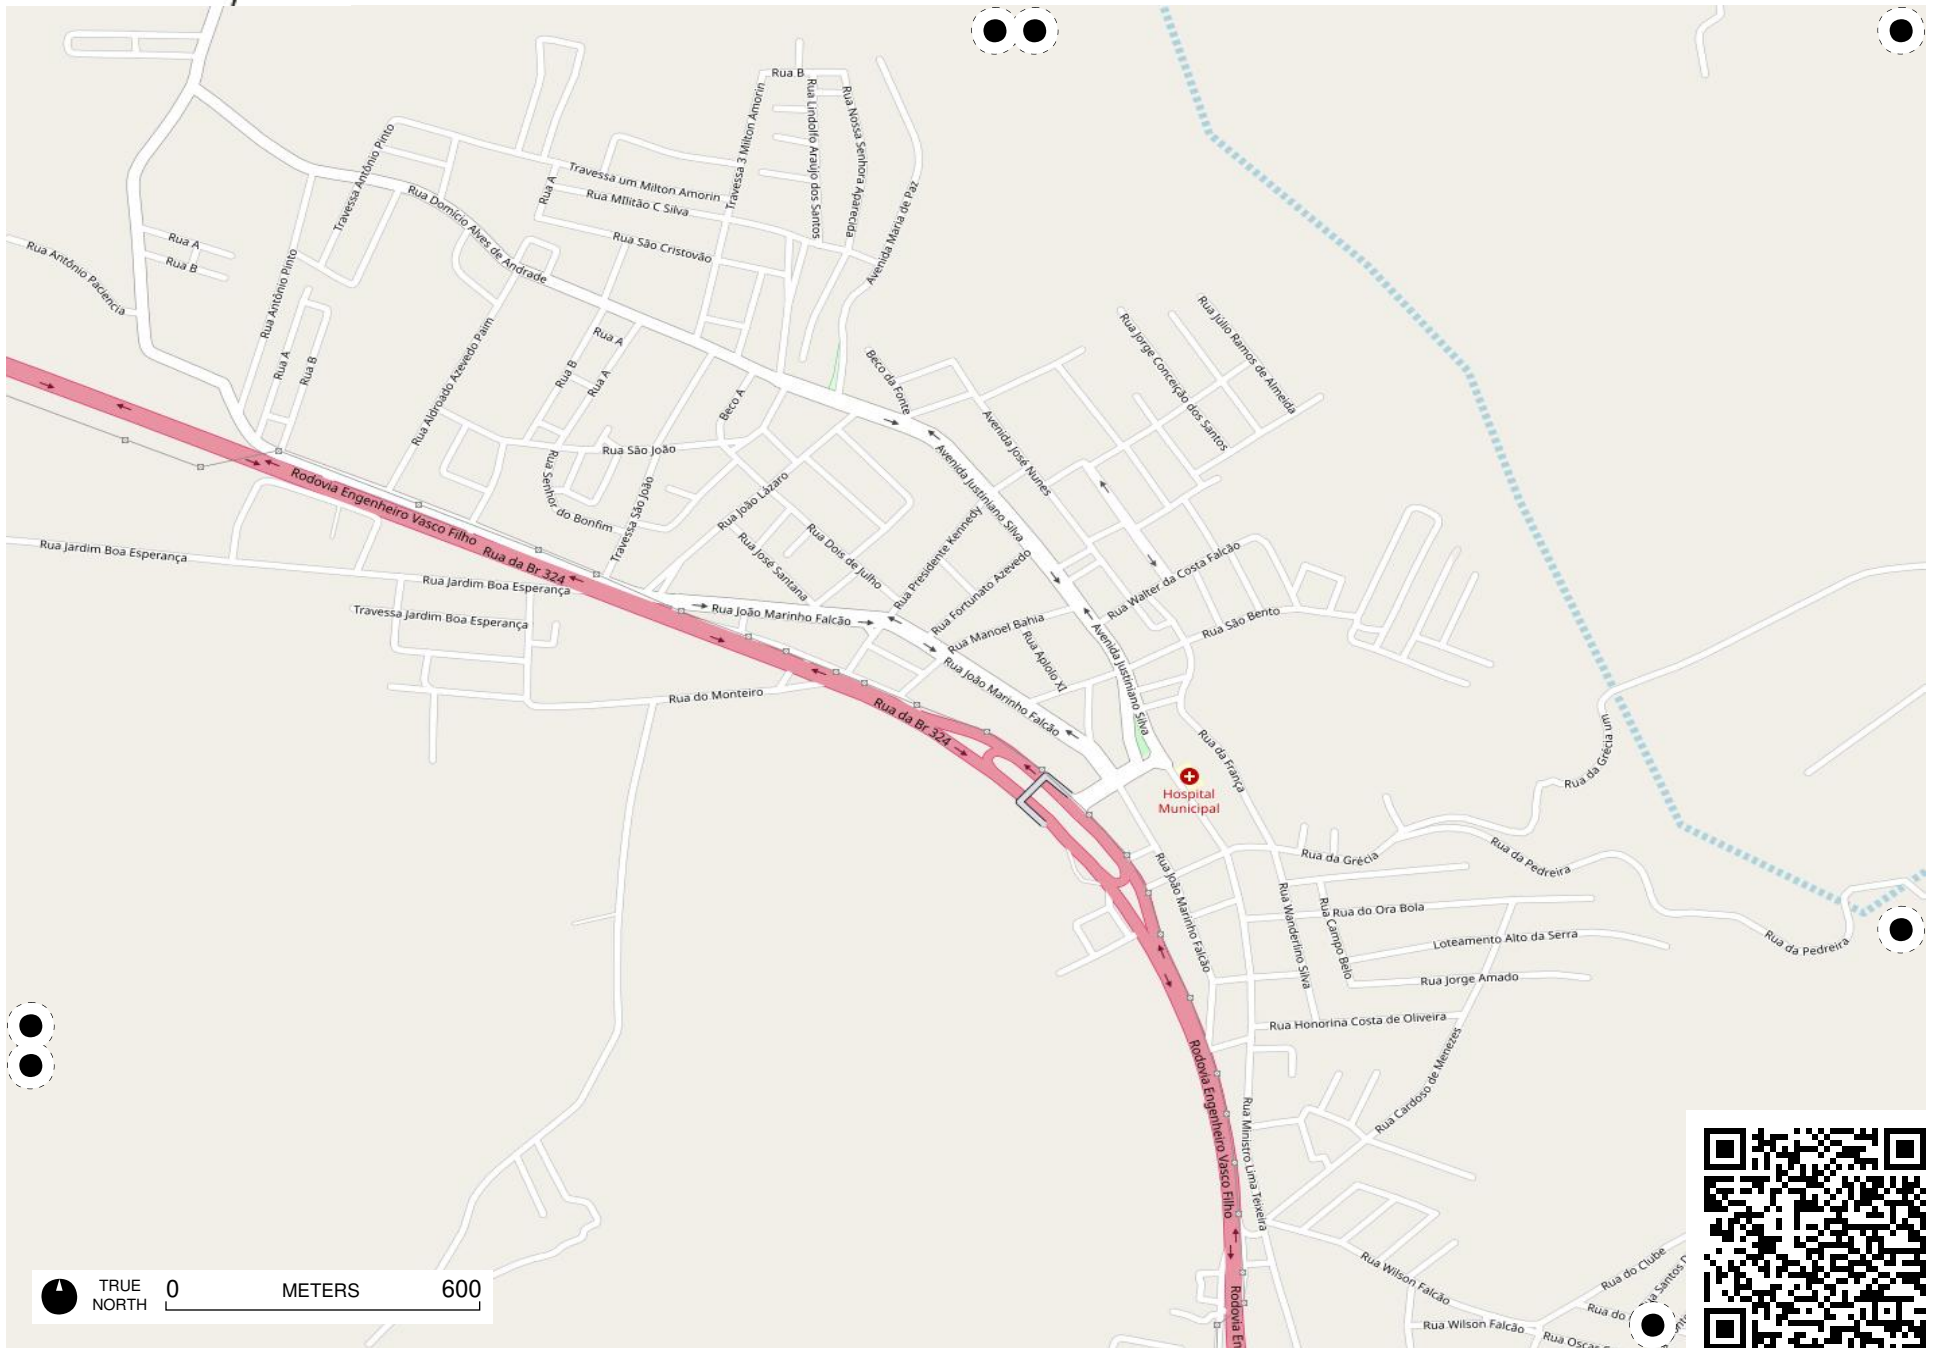 Rua B
Rua Lindolfo Araújo dos Santos
Rua Nossa Senhora Aparecida
Travessa 3 Milton Amorin
Avenida Maria de Paz
Travessa Antônio Pinto
Travessa um Milton Amorin
Rua A
Rua MIlitão C Silva
Rua Domício Alves de Andrade
Rua São Cristovão
Rua A
Rua B
Rua Antônio Paciencia
Rua Antônio Pinto
Rua A
Rua B
Rua Aldroado Azevedo Paim
Rua A
Rua B
Rua A
Beco A
Beco da Fonte
Rua Jorge Conceição dos Santos
Rua Júlio Ramos de Almeida
Avenida José Nunes
Avenida Justiniano Silva
Rua São João
Rua Senhor do Bonfim
Travessa São João
Rua João Lázaro
Rua José Santana
Rua Dois de Julho
Rua Presidente Kennedy
Rua Fortunato Azevedo
Rua Manoel Bahia
Rua Apiolo XI
Rua Walter da Costa Falcão
Rua São Bento
Rodovia Engenheiro Vasco Filho
Rua da Br 324
Rua Jardim Boa Esperança
Rua Jardim Boa Esperança
Travessa Jardim Boa Esperança
Rua João Marinho Falcão
Rua João Marinho Falcão
Avenida Justiniano Silva
Rua do Monteiro
Rua da Br 324
Rua da França
Hospital
Municipal
Rua da Grécia um
Rua da Grécia
Rua da Pedreira
Rua da Pedreira
Rua João Marinho Falcão
Rua Wanderlino Silva
Rua Campo Belo
Rua do Ora Bola
Loteamento Alto da Serra
Rua Jorge Amado
Rua Honorina Costa de Oliveira
Rua Cardoso de Menezes
Rodovia Engenheiro Vasco Filho
Rua Ministro Lima Teixeira
Rua Wilson Falcão
Rua Wilson Falcão
Rua do Clube
Rua do
Rua Oscar
Rodovia En
TRUE
NORTH
0 METERS 600